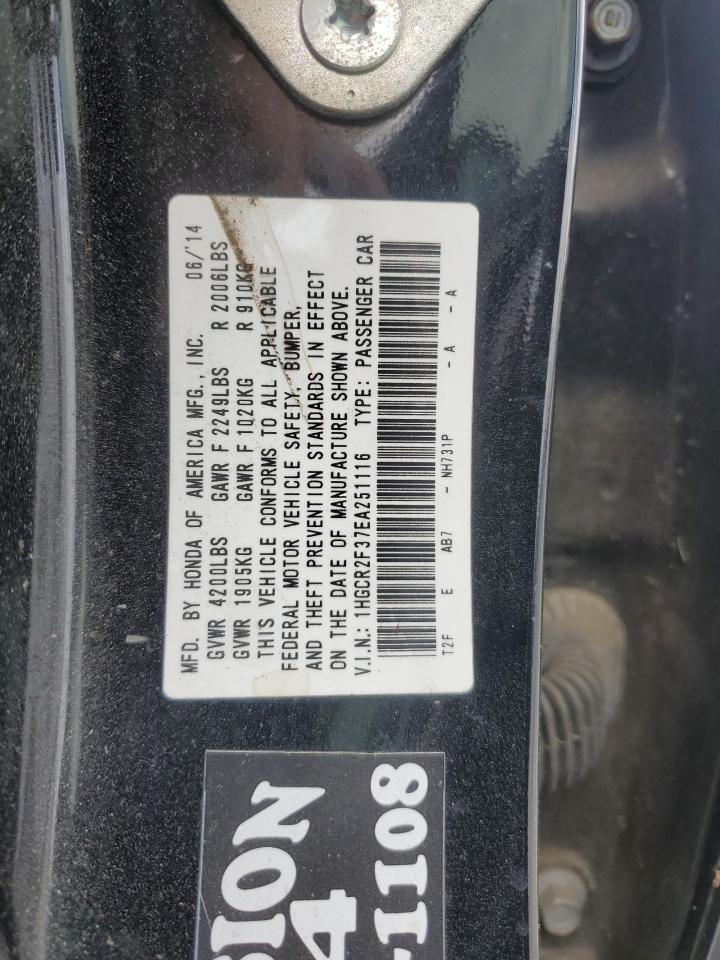 MFD. BY HONDA OF AMERICA MFG., INC. 06/'14
GVWR 4200LBS GAWR F 2249LBS R 2006LBS
GVWR 1905KG GAWR F 1020KG R 910KG
THIS VEHICLE CONFORMS TO ALL APPLICABLE
FEDERAL MOTOR VEHICLE SAFETY, BUMPER,
AND THEFT PREVENTION STANDARDS IN EFFECT
ON THE DATE OF MANUFACTURE SHOWN ABOVE.
V.I.N.: 1HGCR2F37EA251116 TYPE: PASSENGER CAR
T2F E AB7 - NH731P - A - A
SION
4
-1108